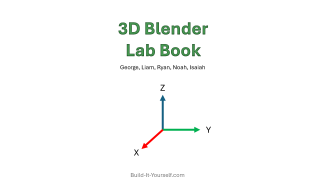 3D Blender
Lab Book
George, Liam, Ryan, Noah, Isaiah
Z
Y
X
Build-It-Yourself.com